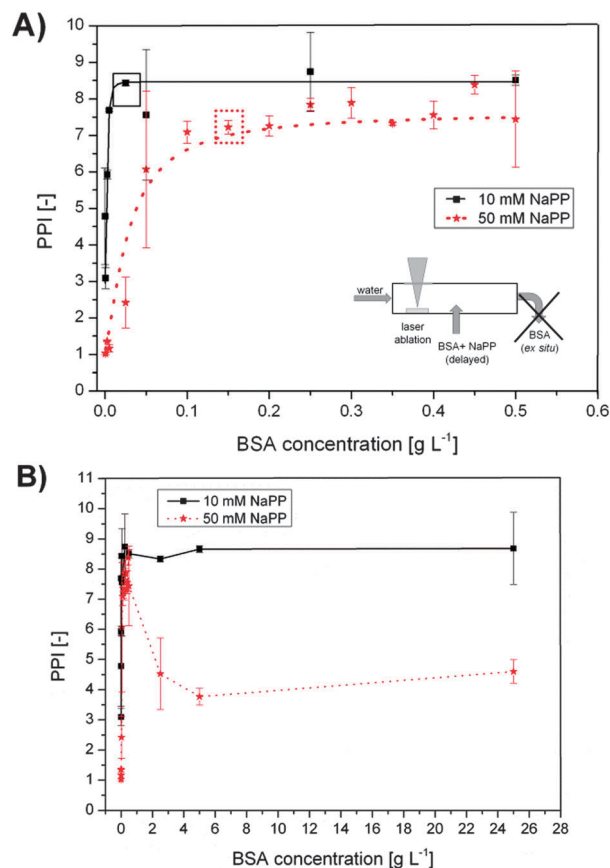 A)
10
9
8
7
6
5
4
3
2
1
0
PPI [-]
10 mM NaPP
50 mM NaPP
water
laser
ablation
BSA+ NaPP
(delayed)
BSA
(ex situ)
0.0 0.1 0.2 0.3 0.4 0.5 0.6
BSA concentration [g L⁻¹]
B)
11
10
9
8
7
6
5
4
3
2
1
0
PPI [-]
10 mM NaPP
50 mM NaPP
0 2 4 6 8 10 12 14 16 18 20 22 24 26 28
BSA concentration [g L⁻¹]